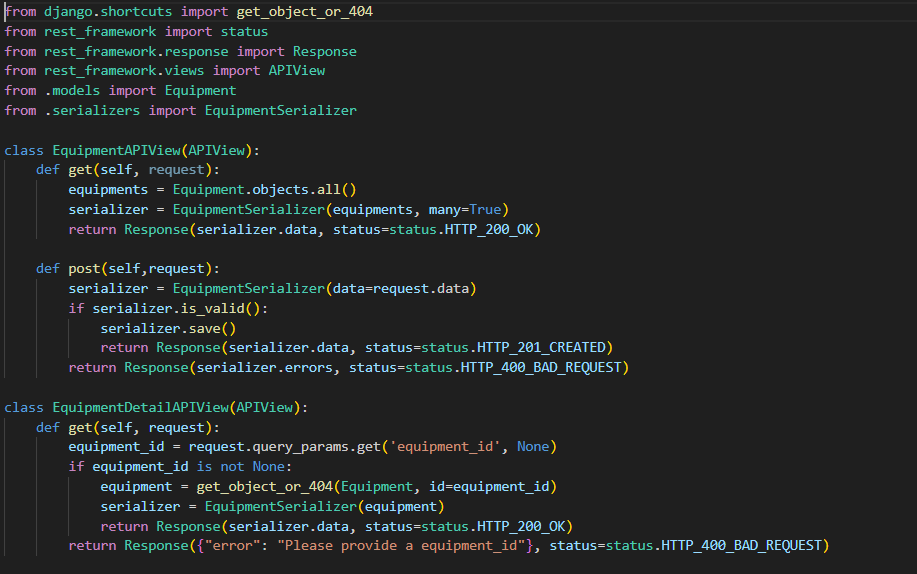 from django.shortcuts import get_object_or_404
from rest_framework import status
from rest_framework.response import Response
from rest_framework.views import APIView
from .models import Equipment
from .serializers import EquipmentSerializer

class EquipmentAPIView(APIView):
    def get(self, request):
        equipments = Equipment.objects.all()
        serializer = EquipmentSerializer(equipments, many=True)
        return Response(serializer.data, status=status.HTTP_200_OK)

    def post(self,request):
        serializer = EquipmentSerializer(data=request.data)
        if serializer.is_valid():
            serializer.save()
            return Response(serializer.data, status=status.HTTP_201_CREATED)
        return Response(serializer.errors, status=status.HTTP_400_BAD_REQUEST)

class EquipmentDetailAPIView(APIView):
    def get(self, request):
        equipment_id = request.query_params.get('equipment_id', None)
        if equipment_id is not None:
            equipment = get_object_or_404(Equipment, id=equipment_id)
            serializer = EquipmentSerializer(equipment)
            return Response(serializer.data, status=status.HTTP_200_OK)
        return Response({"error": "Please provide a equipment_id"}, status=status.HTTP_400_BAD_REQUEST)